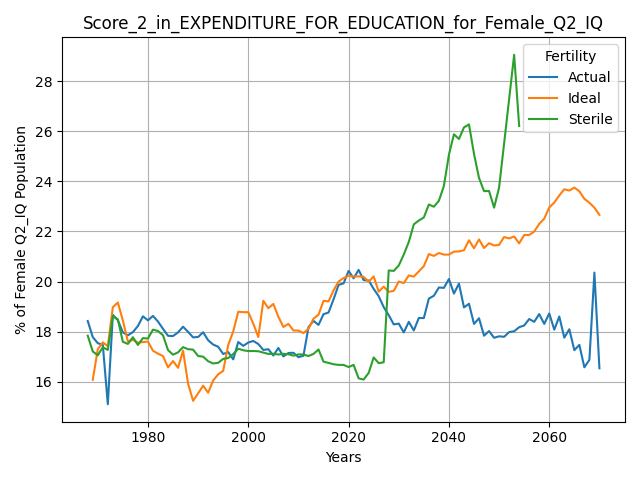 Score_2_in_EXPENDITURE_FOR_EDUCATION_for_Female_Q2_IQ
Fertility
Actual
Ideal
Sterile
% of Female Q2_IQ Population
28
26
24
22
20
18
16
1980
2000
2020
2040
2060
Years